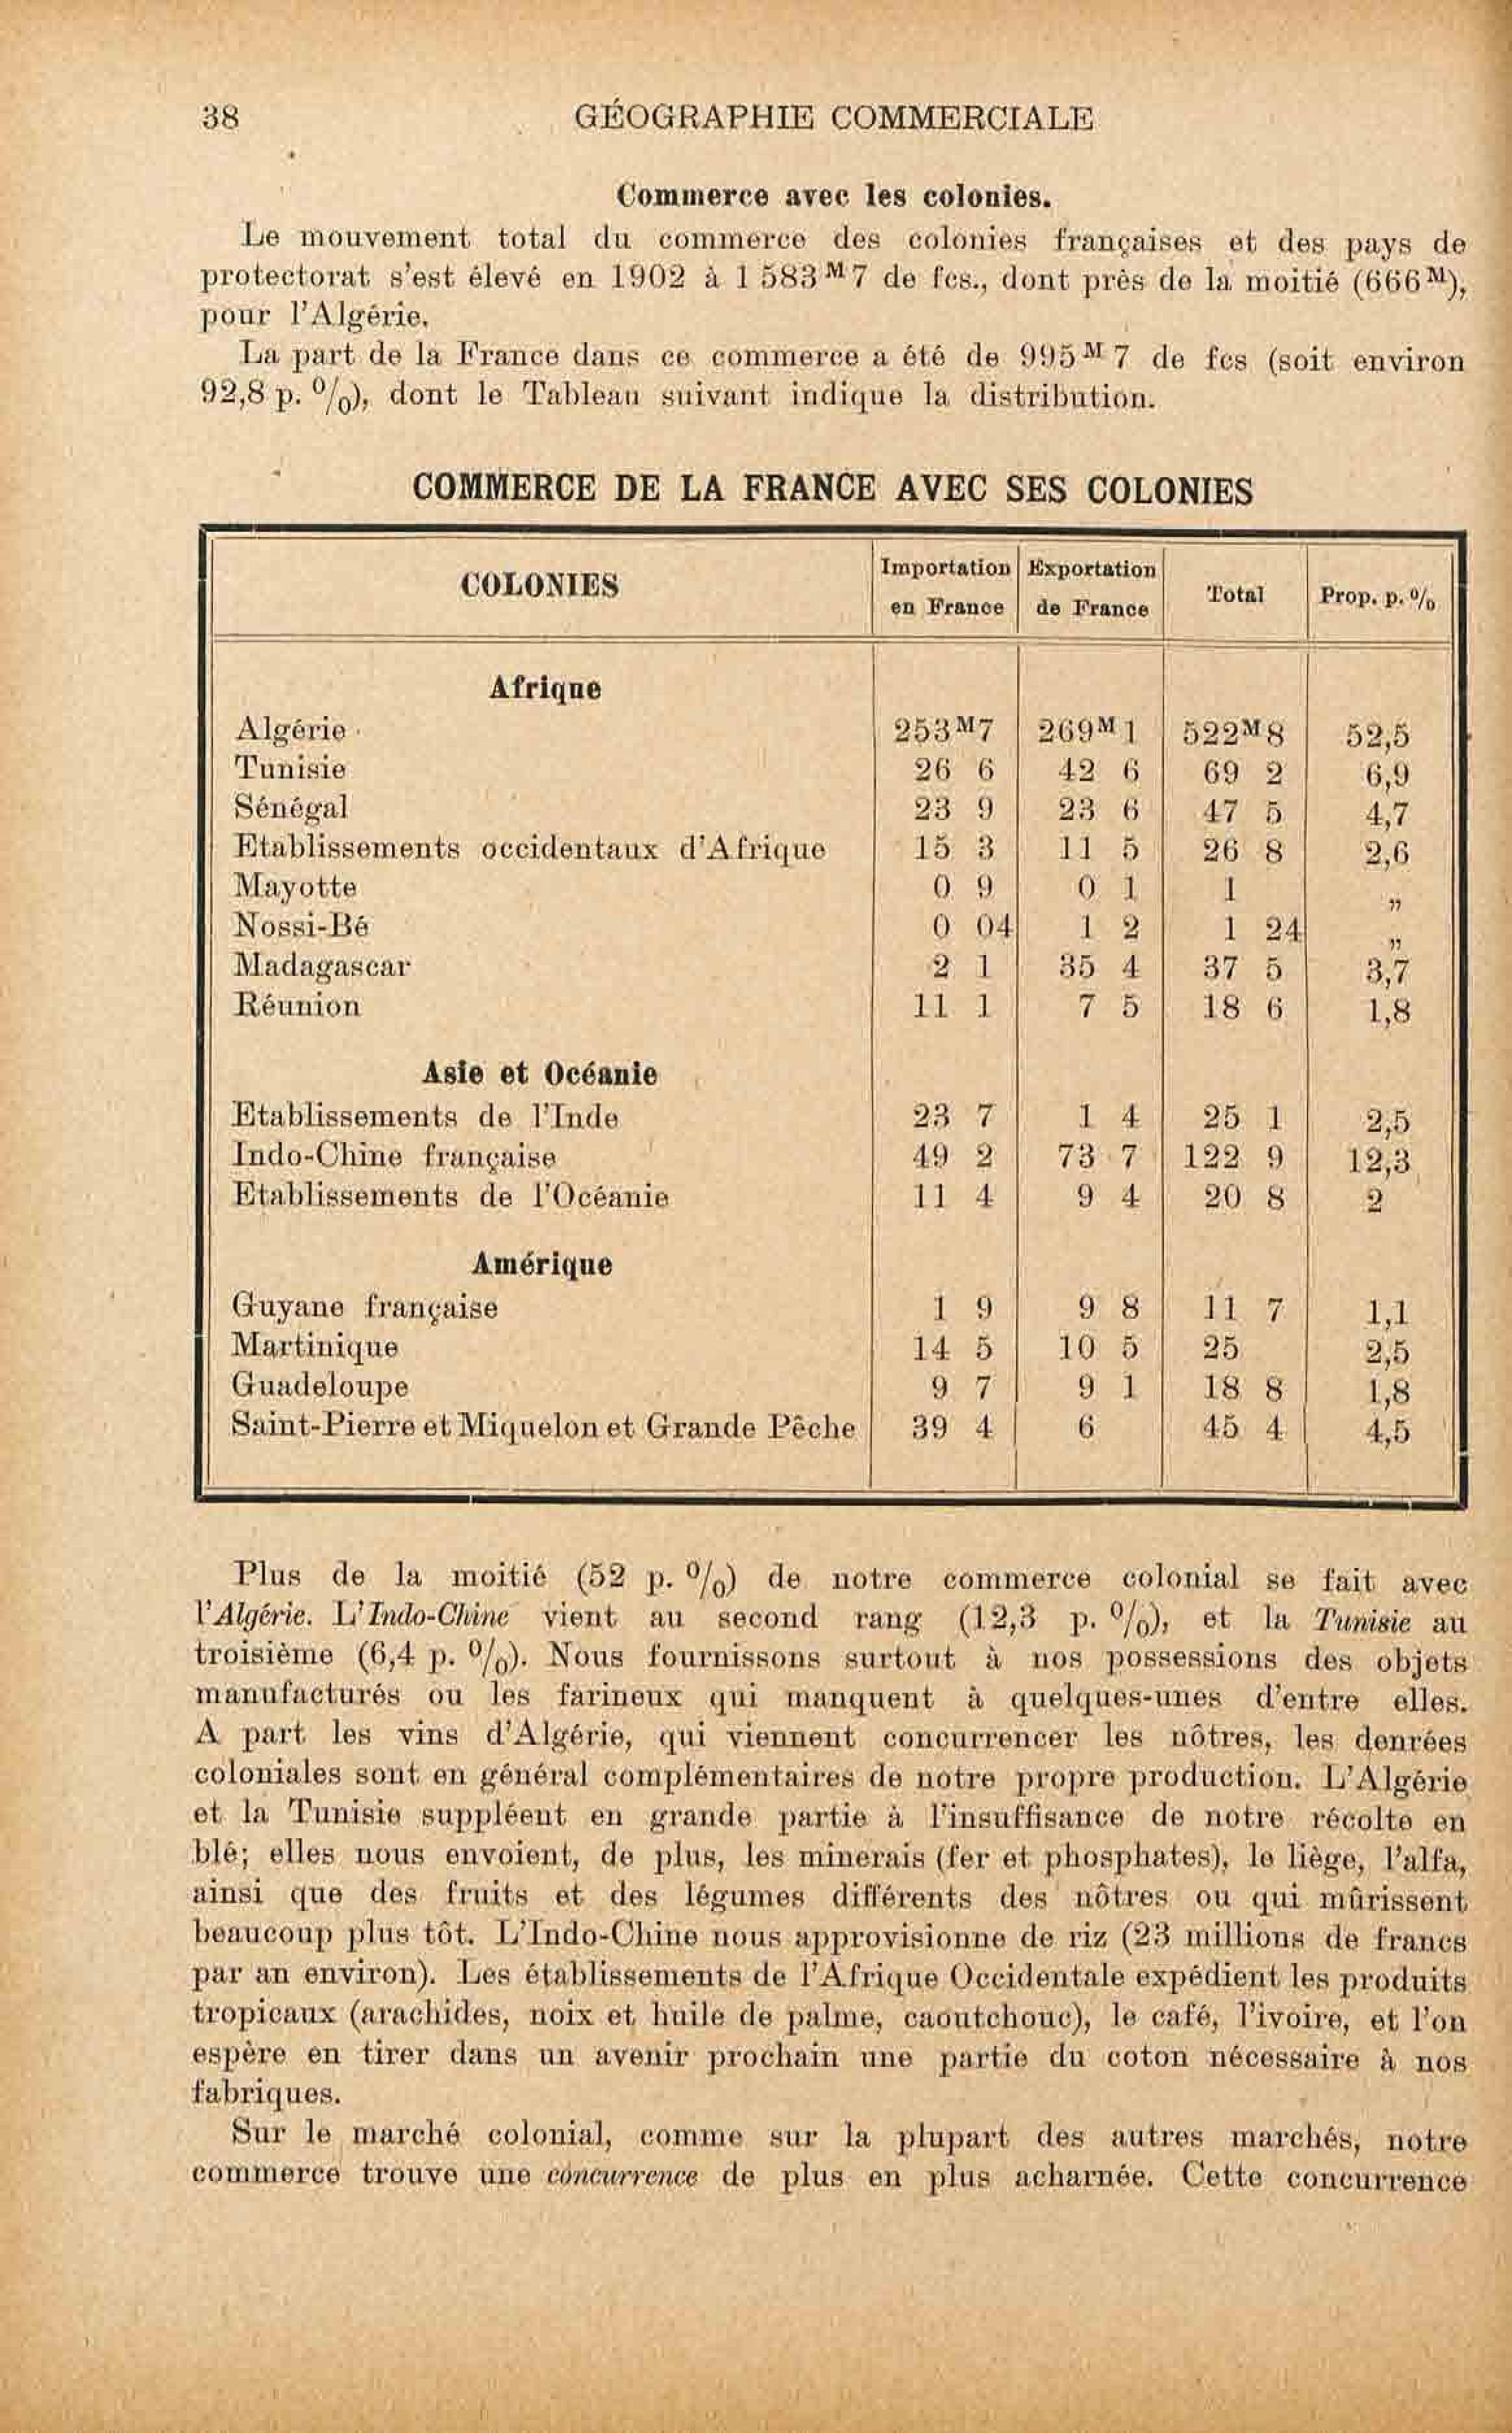 38
GÉOGRAPHIE COMMERCIALE
Commerce avec les colonies.
Le mouvement total du commerce des colonies françaises et des pays de
protectorat s'est élevé en 1902 à 1 583 M 7 de fcs., dont près de la moitié (666 M),
pour l'Algérie.
La part de la France dans ce commerce a été de 995 M 7 de fcs (soit environ
92,8 p. 0/0), dont le Tableau suivant indique la distribution.
COMMERCE DE LA FRANCE AVEC SES COLONIES
COLONIES Importation en France Exportation de France Total Prop. p. 0/0
Afrique
Algérie 253 M 7 269 M 1 522 M 8 52,5
Tunisie 26 6 42 6 69 2 6,9
Sénégal 23 9 23 6 47 5 4,7
Etablissements occidentaux d'Afrique 15 3 11 5 26 8 2,6
Mayotte 0 9 0 1 1 "
Nossi-Bé 0 04 1 2 1 24 "
Madagascar 2 1 35 4 37 5 3,7
Réunion 11 1 7 5 18 6 1,8
Asie et Océanie
Etablissements de l'Inde 23 7 1 4 25 1 2,5
Indo-Chine française 49 2 73 7 122 9 12,3
Etablissements de l'Océanie 11 4 9 4 20 8 2
Amérique
Guyane française 1 9 9 8 11 7 1,1
Martinique 14 5 10 5 25 2,5
Guadeloupe 9 7 9 1 18 8 1,8
Saint-Pierre et Miquelon et Grande Pêche 39 4 6 45 4 4,5
Plus de la moitié (52 p. 0/0) de notre commerce colonial se fait avec
l'Algérie. L'Indo-Chine vient au second rang (12,3 p. 0/0), et la Tunisie au
troisième (6,4 p. 0/0). Nous fournissons surtout à nos possessions des objets
manufacturés ou les farineux qui manquent à quelques-unes d'entre elles.
A part les vins d'Algérie, qui viennent concurrencer les nôtres, les denrées
coloniales sont en général complémentaires de notre propre production. L'Algérie
et la Tunisie suppléent en grande partie à l'insuffisance de notre récolte en
blé; elles nous envoient, de plus, les minerais (fer et phosphates), le liège, l'alfa,
ainsi que des fruits et des légumes différents des nôtres ou qui mûrissent
beaucoup plus tôt. L'Indo-Chine nous approvisionne de riz (23 millions de francs
par an environ). Les établissements de l'Afrique Occidentale expédient les produits
tropicaux (arachides, noix et huile de palme, caoutchouc), le café, l'ivoire, et l'on
espère en tirer dans un avenir prochain une partie du coton nécessaire à nos
fabriques.
Sur le marché colonial, comme sur la plupart des autres marchés, notre
commerce trouve une concurrence de plus en plus acharnée. Cette concurrence